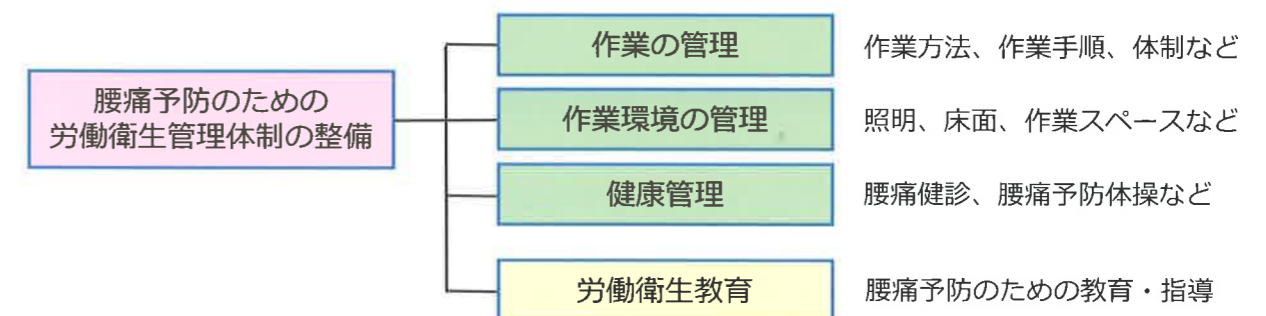 腰痛予防のための
労働衛生管理体制の整備
作業の管理
作業方法、作業手順、体制など
作業環境の管理
照明、床面、作業スペースなど
健康管理
腰痛健診、腰痛予防体操など
労働衛生教育
腰痛予防のための教育・指導